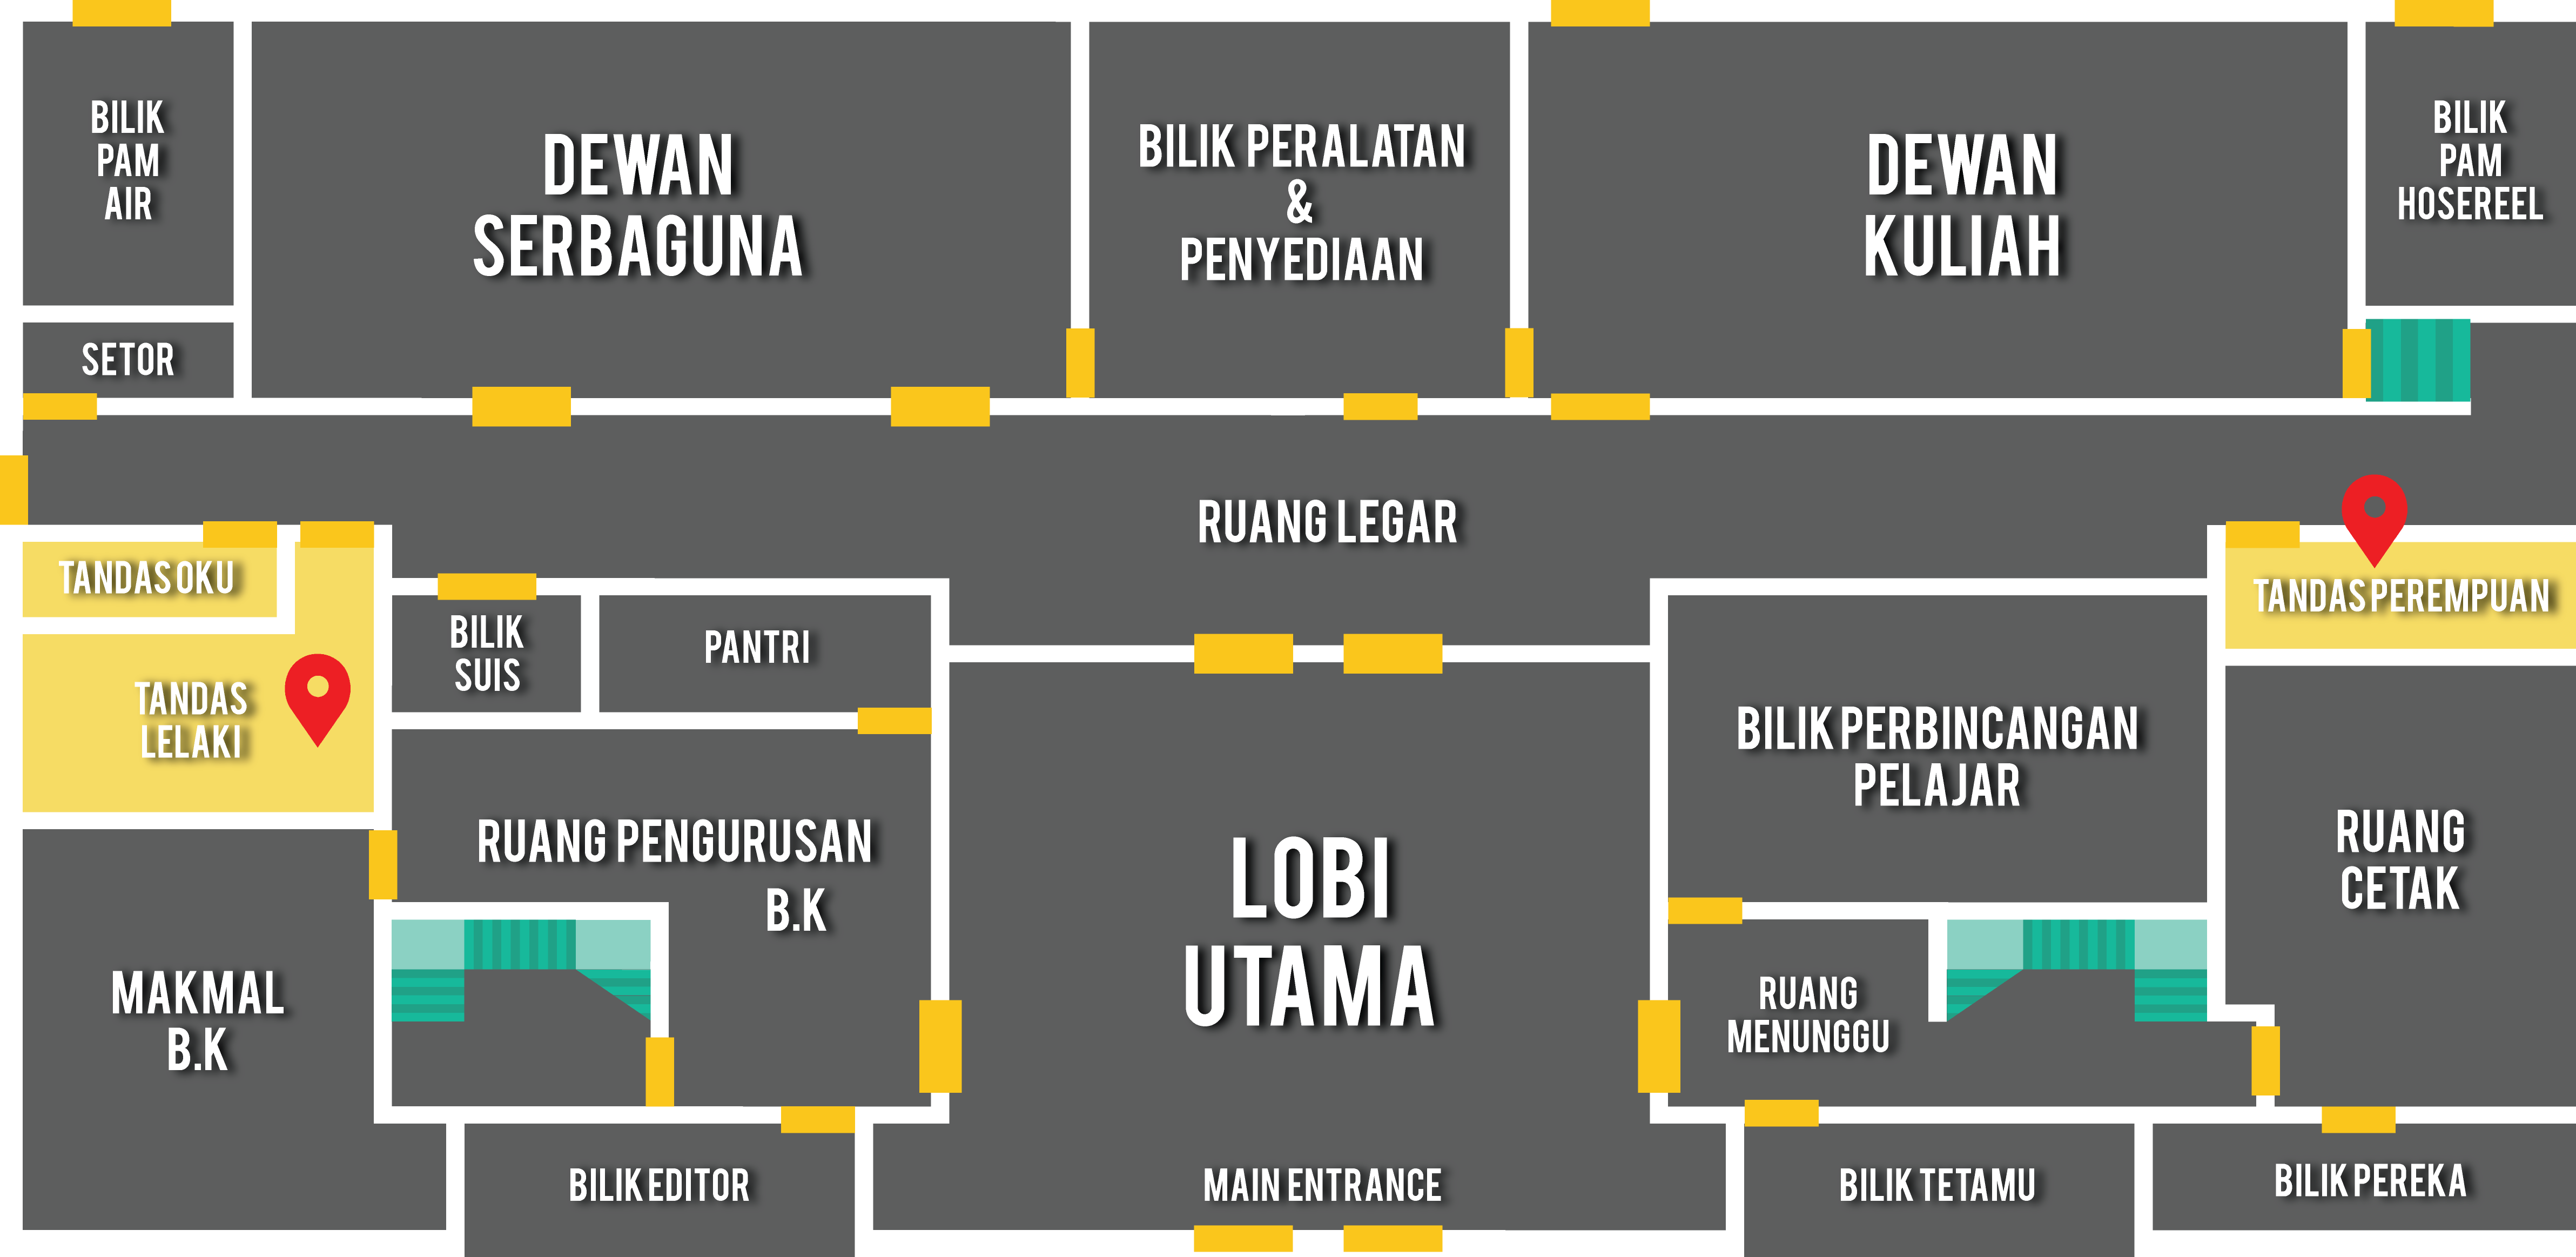 BILIK
PAM
AIR
DEWAN
SERBAGUNA
BILIK PERALATAN
&
PENYEDIAAN
DEWAN
KULIAH
BILIK
PAM
HOSEREEL
SETOR
RUANG LEGAR
TANDAS OKU
TANDAS
LELAKI
BILIK
SUIS
PANTRI
TANDAS PEREMPUAN
BILIK PERBINCANGAN
PELAJAR
RUANG PENGURUSAN
B.K
LOBI
UTAMA
RUANG
CETAK
MAKMAL
B.K
RUANG
MENUNGGU
BILIK EDITOR
MAIN ENTRANCE
BILIK TETAMU
BILIK PEREKA